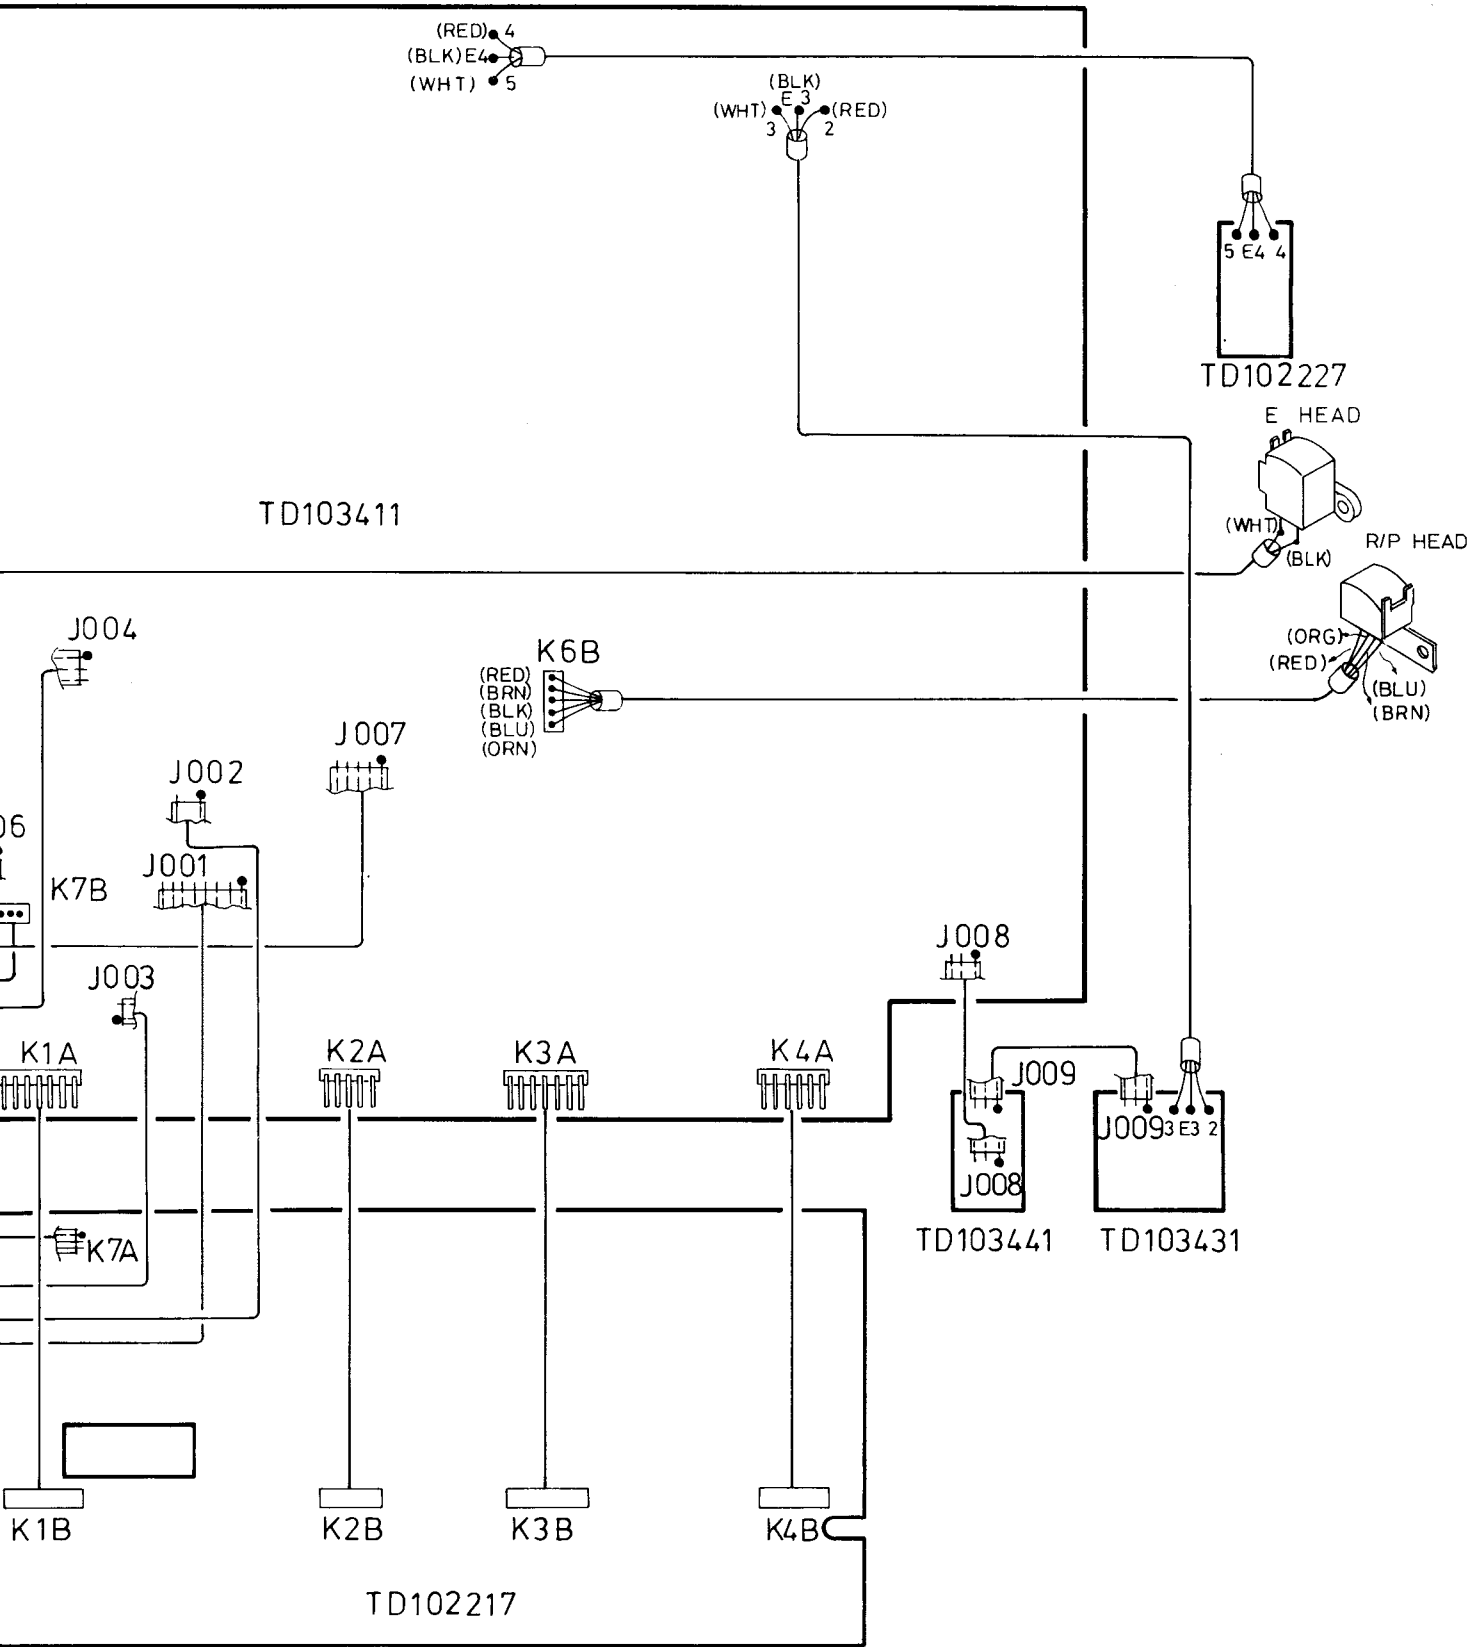 (RED) 4
(BLK) E4
(WHT) 5
(BLK)
E 3
(WHT) (RED)
3 2
5 E4 4
TD102227
E HEAD
TD103411
(WHT)
(BLK)
R/P HEAD
J004
K6B
(ORG)
(RED)
(RED)
(BRN)
(BLK)
(BLU)
(ORN)
(BLU)
(BRN)
J007
J002
06
J001
K7B
J008
J003
K1A K2A K3A K4A
J009
J009 3 E3 2
J008
K7A
TD103441 TD103431
K1B K2B K3B K4B
TD102217